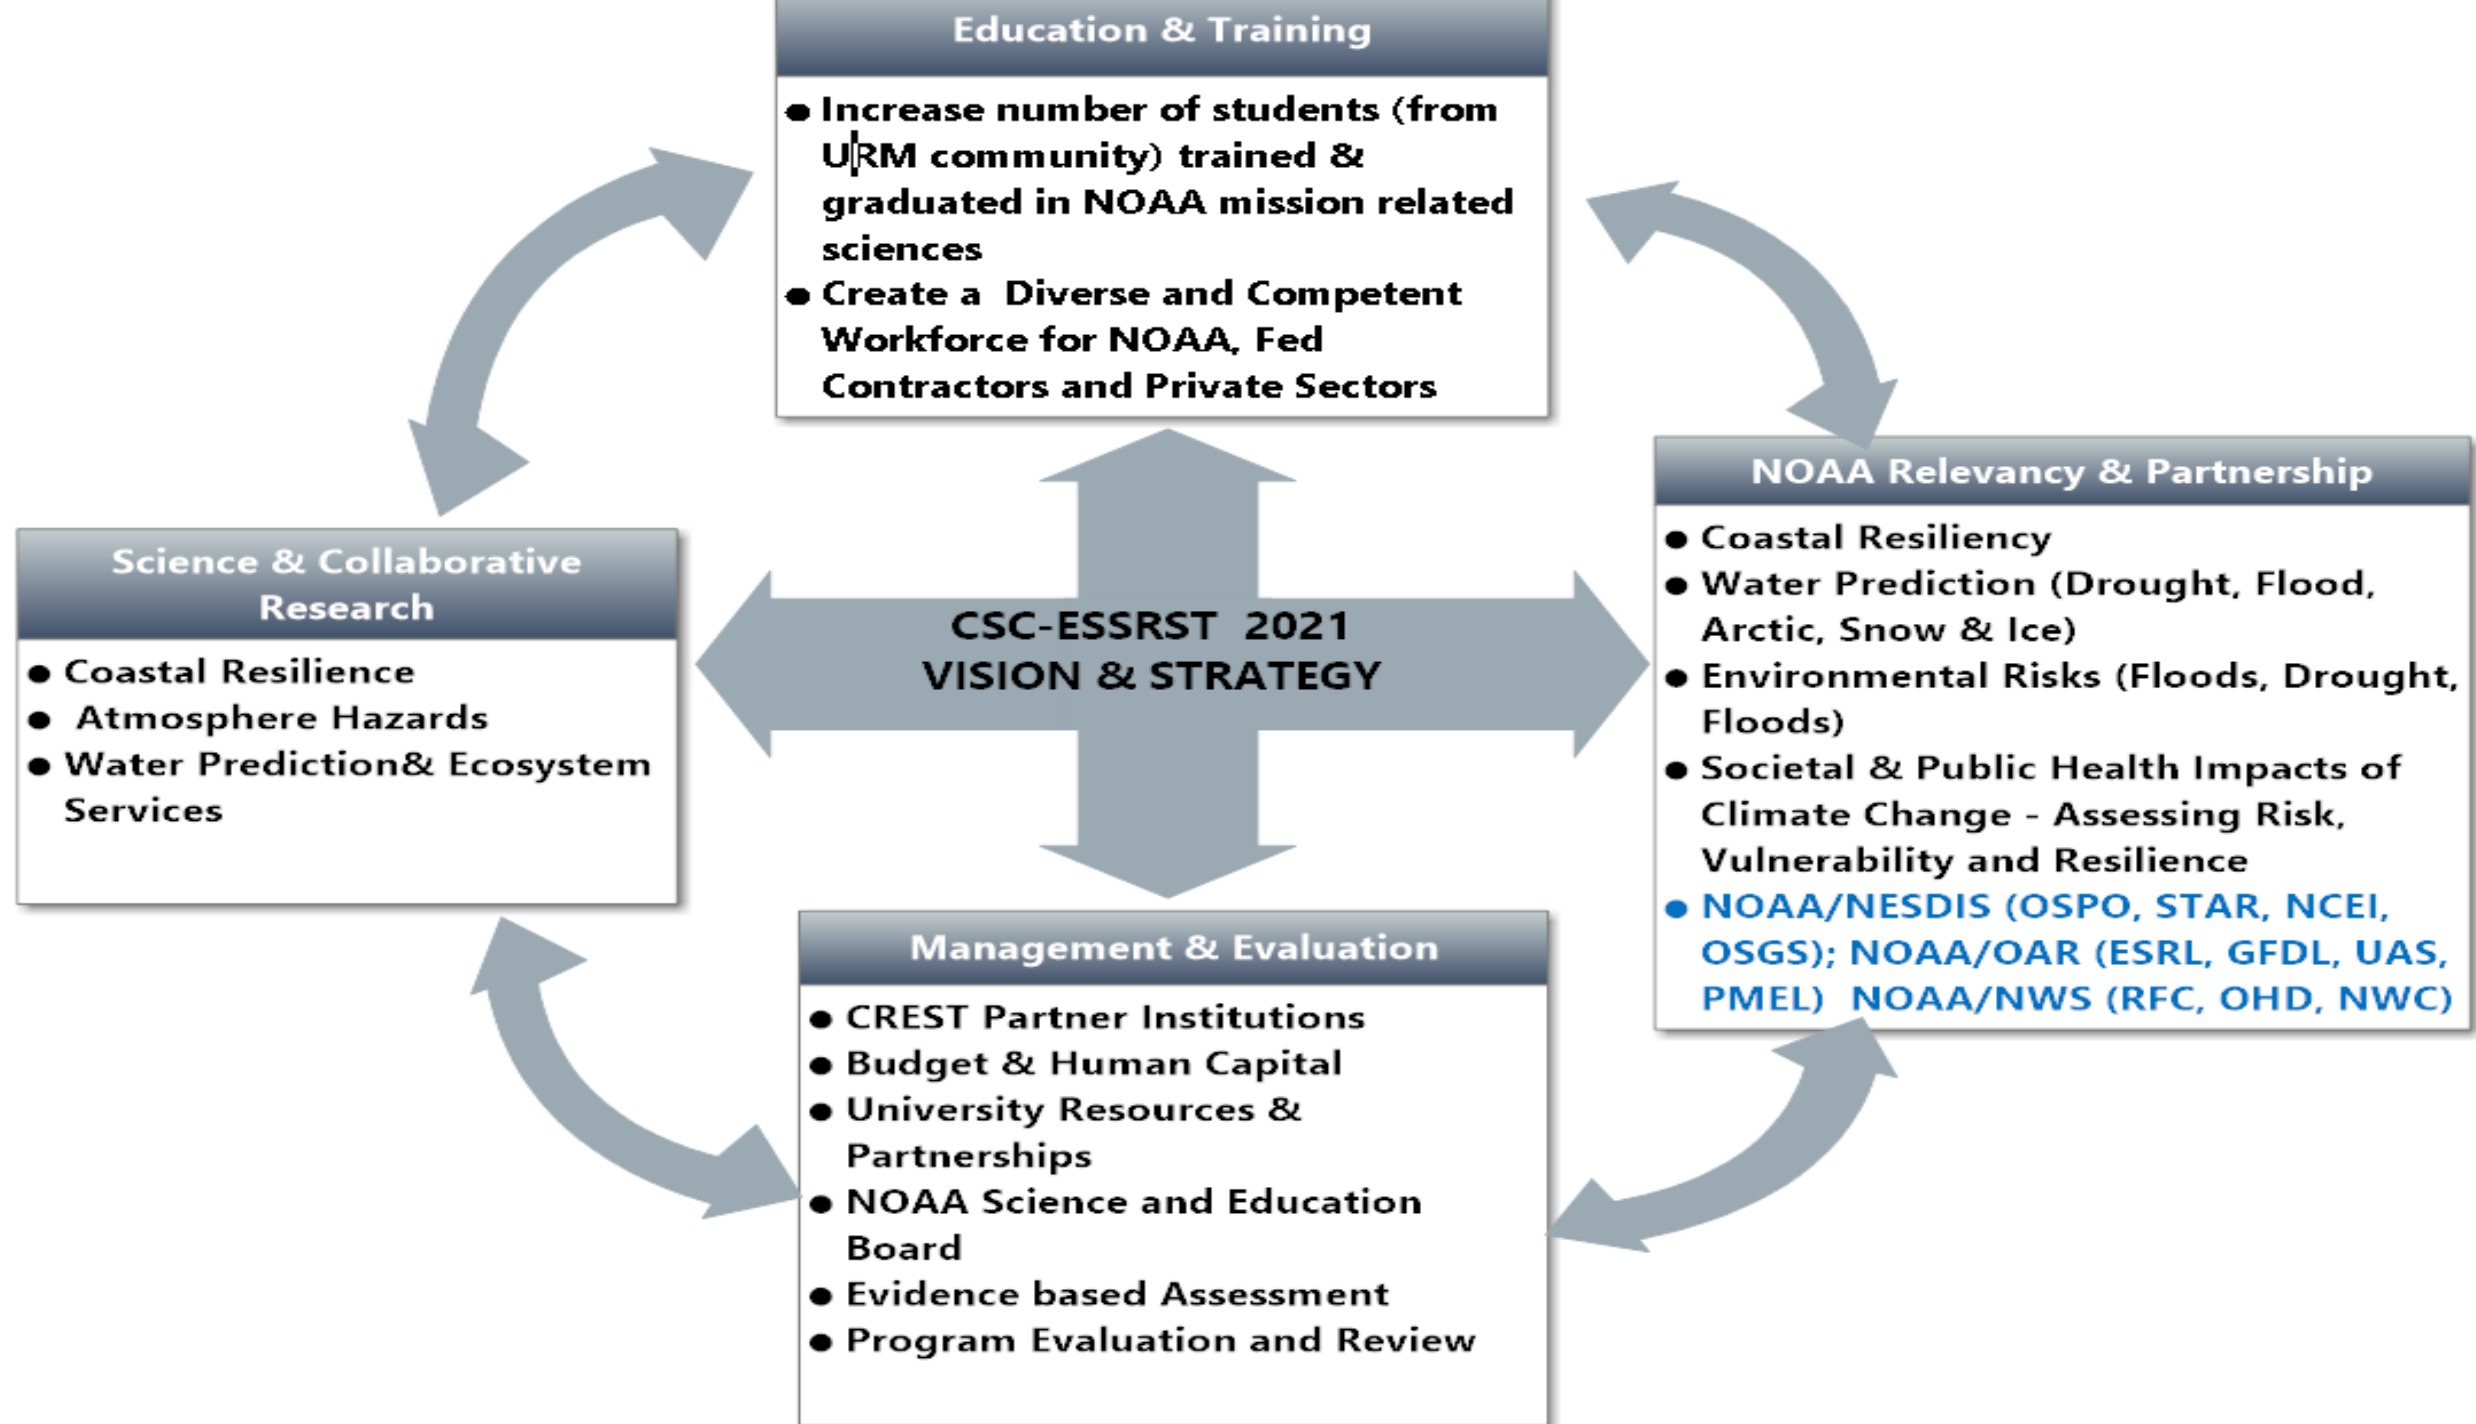 Education & Training
● Increase number of students (from
URM community) trained &
graduated in NOAA mission related
sciences
● Create a  Diverse and Competent
Workforce for NOAA, Fed
Contractors and Private Sectors
Science & Collaborative
Research
● Coastal Resilience
● Atmosphere Hazards
● Water Prediction& Ecosystem
Services
CSC-ESSRST  2021
VISION & STRATEGY
NOAA Relevancy & Partnership
● Coastal Resiliency
● Water Prediction (Drought, Flood,
Arctic, Snow & Ice)
● Environmental Risks (Floods, Drought,
Floods)
● Societal & Public Health Impacts of
Climate Change - Assessing Risk,
Vulnerability and Resilience
● NOAA/NESDIS (OSPO, STAR, NCEI,
OSGS); NOAA/OAR (ESRL, GFDL, UAS,
PMEL)  NOAA/NWS (RFC, OHD, NWC)
Management & Evaluation
● CREST Partner Institutions
● Budget & Human Capital
● University Resources &
Partnerships
● NOAA Science and Education
Board
● Evidence based Assessment
● Program Evaluation and Review